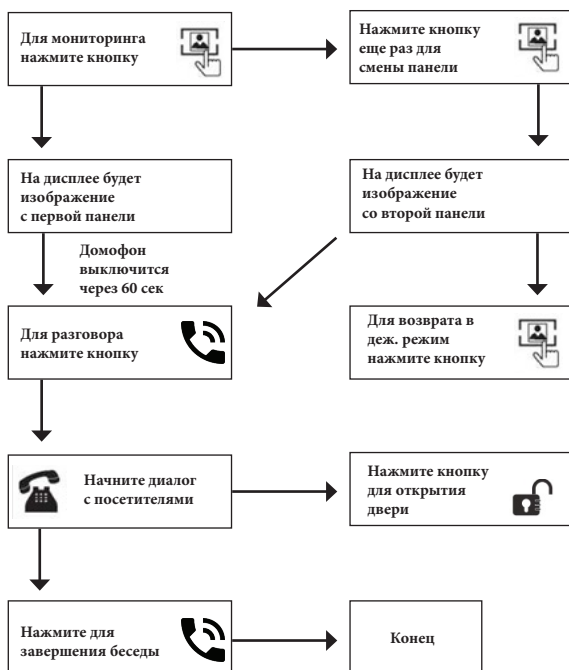 Для мониторинга
нажмите кнопку
Нажмите кнопку
еще раз для
смены панели
На дисплее будет
изображение
с первой панели
На дисплее будет
изображение
со второй панели
Домофон
выключится
через 60 сек
Для разговора
нажмите кнопку
Для возврата в
деж. режим
нажмите кнопку
Начните диалог
с посетителями
Нажмите кнопку
для открытия
двери
Нажмите для
завершения беседы
Конец